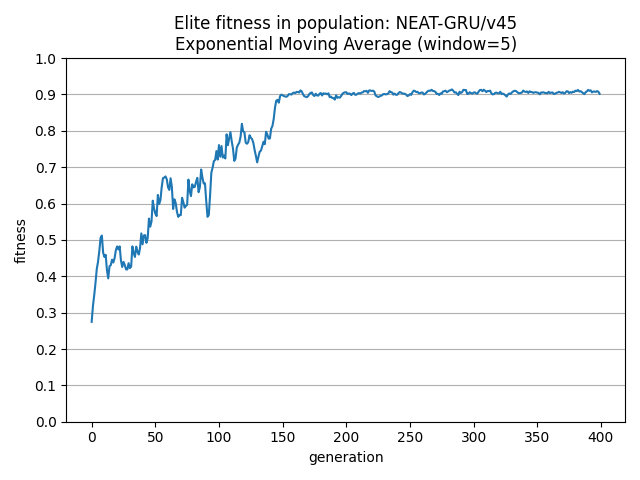 Elite fitness in population: NEAT-GRU/v45
Exponential Moving Average (window=5)
fitness
1.0
0.9
0.8
0.7
0.6
0.5
0.4
0.3
0.2
0.1
0.0
0 50 100 150 200 250 300 350 400
generation